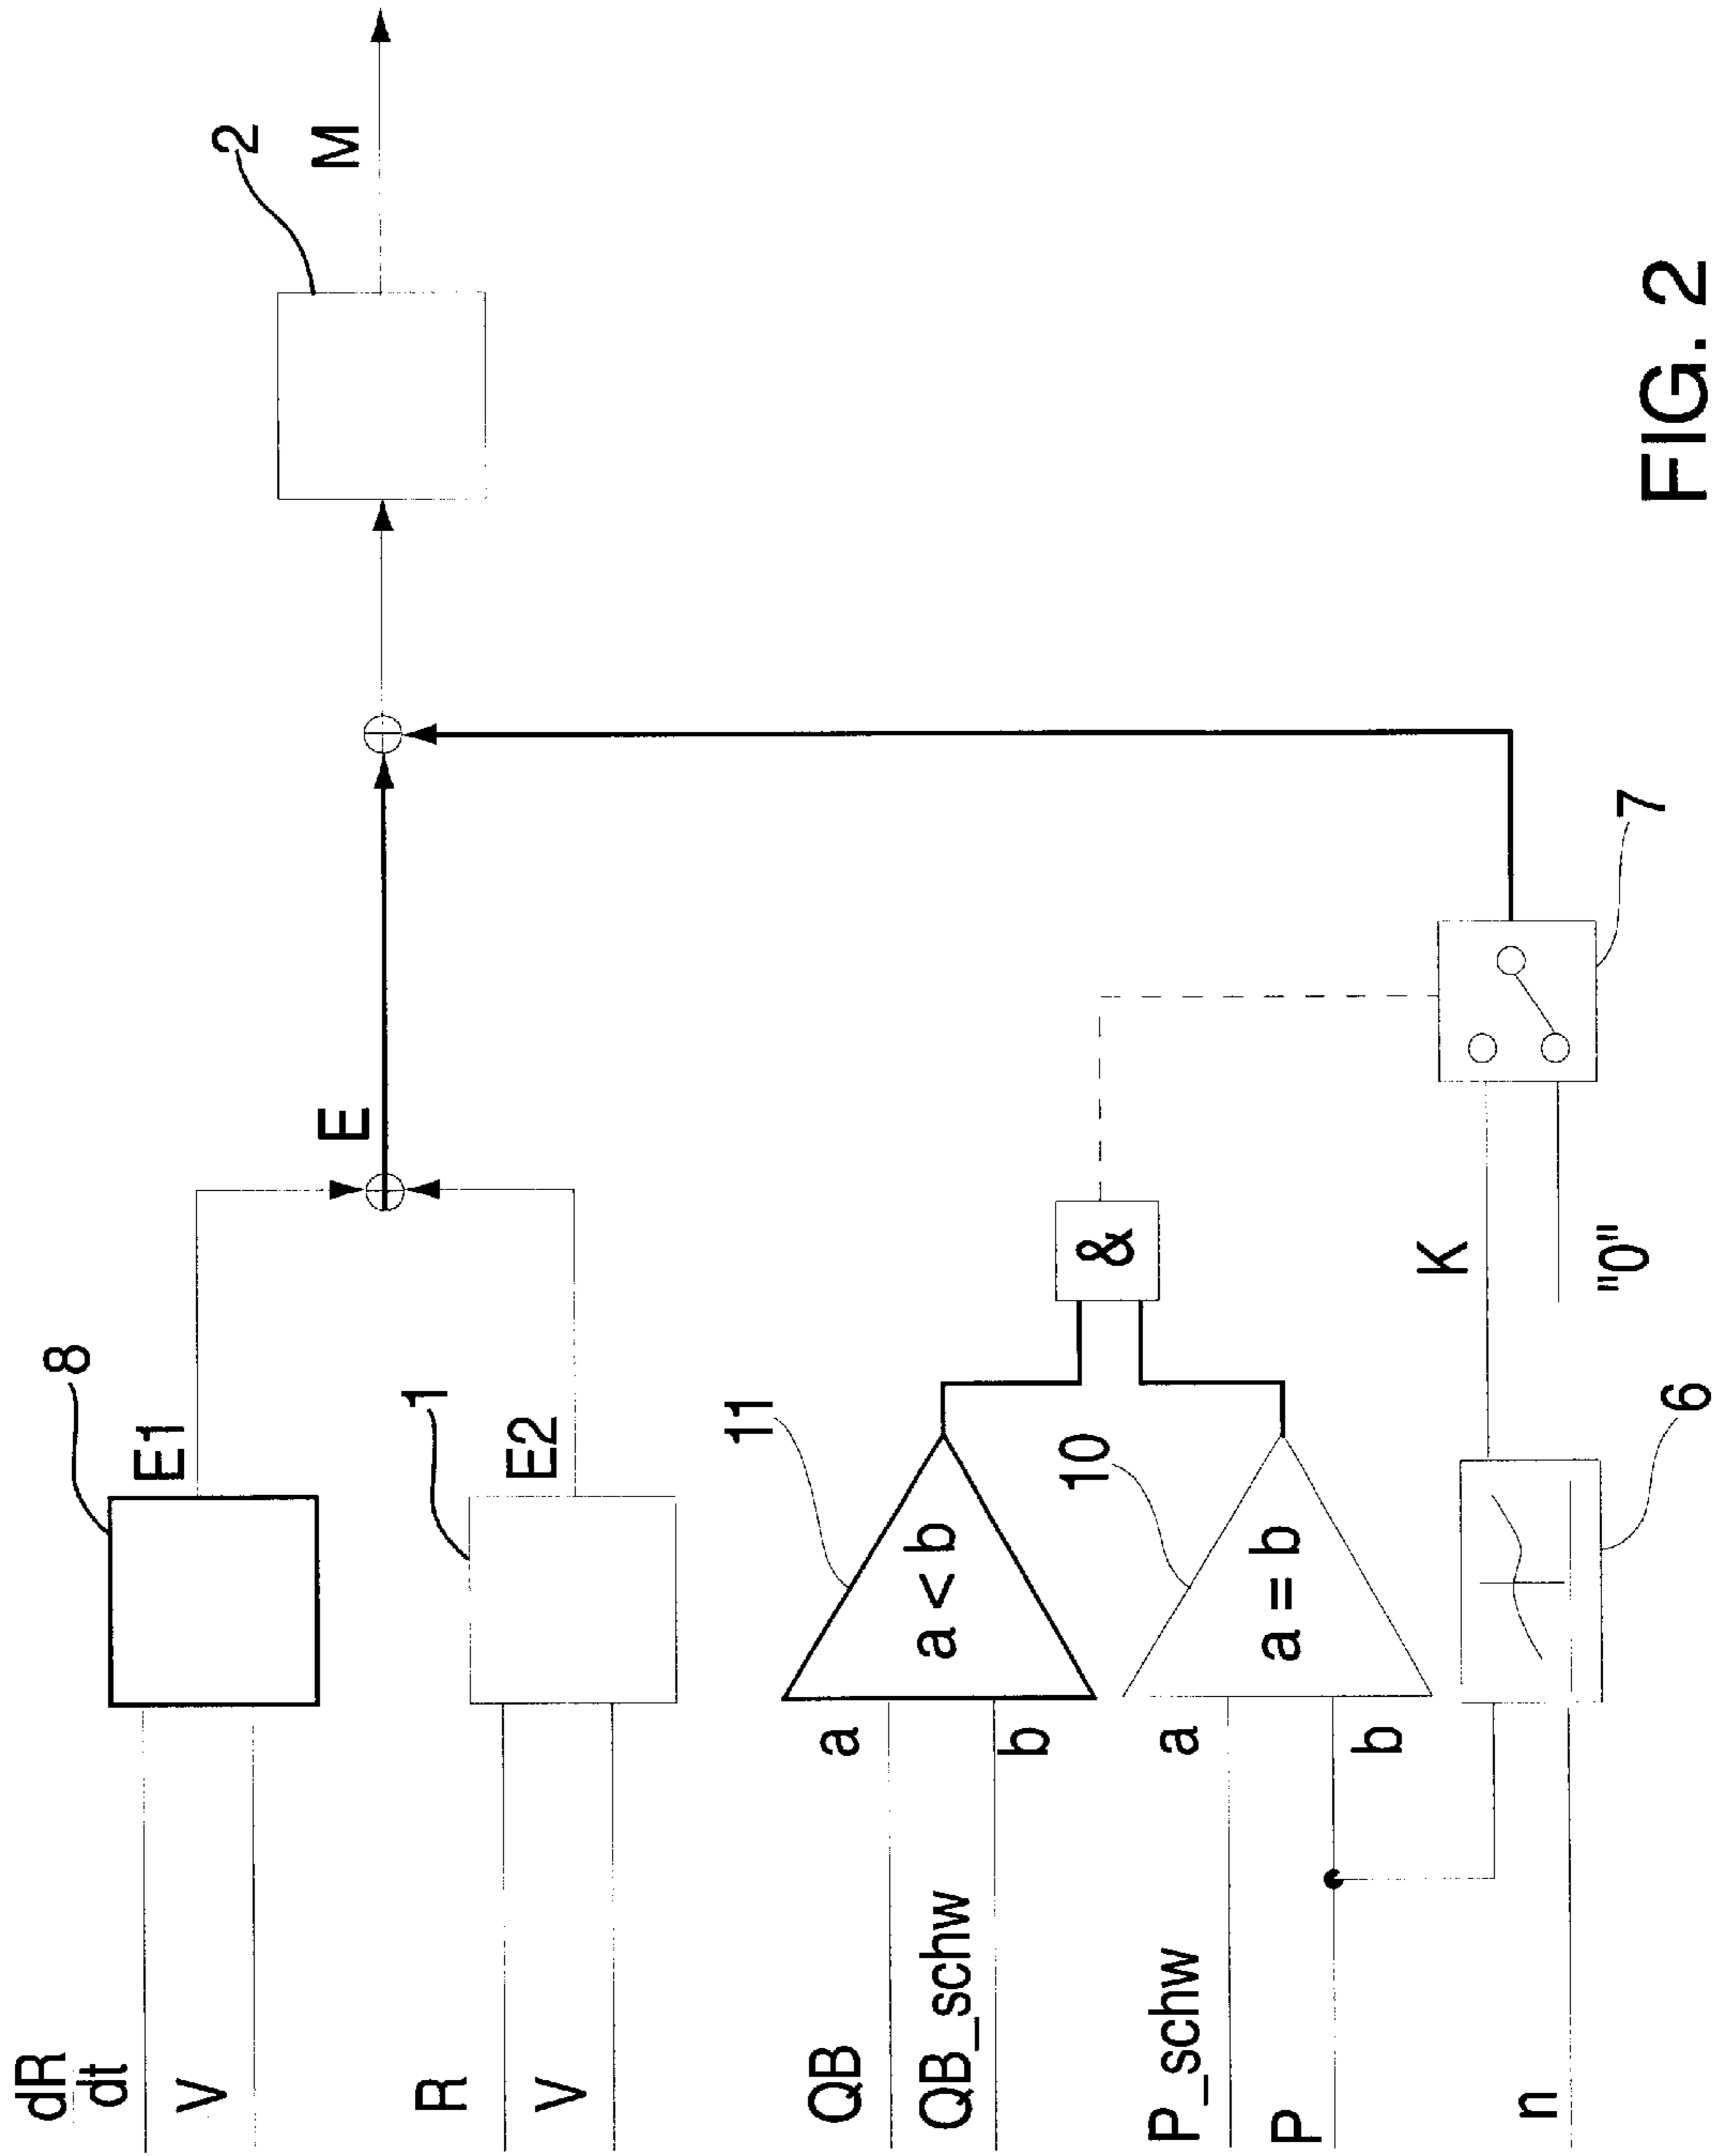 dR
dt
V
8
E1
R
V
1
E2
E
2
M
QB
QB_schw
a
b
a < b
11
P_schw
P
a
b
a = b
10
&
n
6
K
"0"
7
FIG. 2